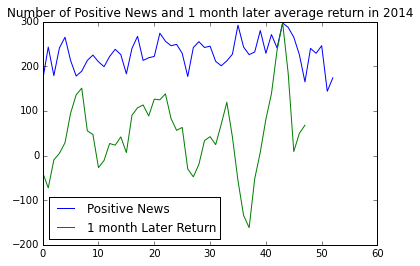 Number of Positive News and 1 month later average return in 2014
300
200
100
0
−100
−200
Positive News
1 month Later Return
0 10 20 30 40 50 60